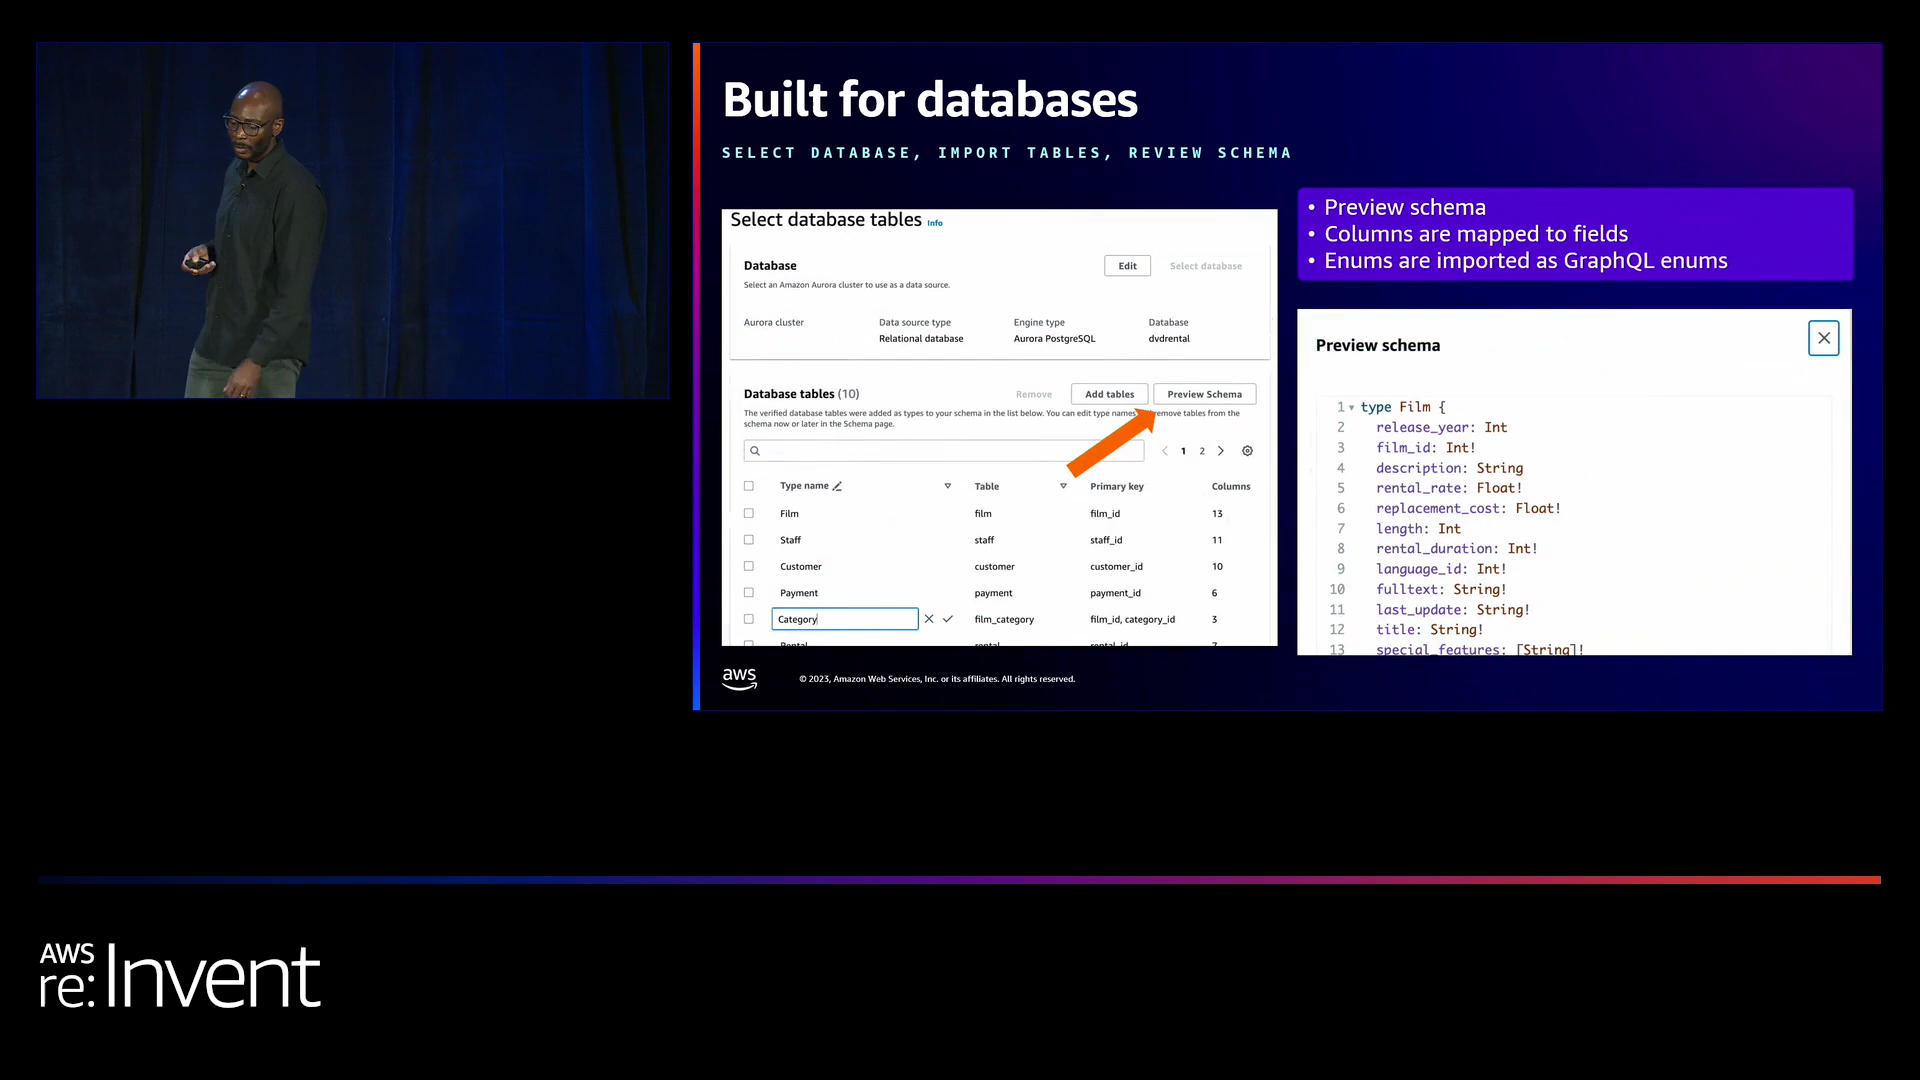 Built for databases
SELECT DATABASE, IMPORT TABLES, REVIEW SCHEMA
Select database tables Info
Database
Edit
Select database
Select an Amazon Aurora cluster to use as a data source.
Aurora cluster
Data source type
Engine type
Database
Relational database
Aurora PostgreSQL
dvdrental
Database tables (10)
Remove
Add tables
Preview Schema
The verified database tables were added as types to your schema in the list below. You can edit type names remove tables from the
schema now or later in the Schema page.
1 2
Type name Table Primary key Columns
Film film film_id 13
Staff staff staff_id 11
Customer customer customer_id 10
Payment payment payment_id 6
Category film_category film_id, category_id 3
Rental rental rental_id 7
• Preview schema
• Columns are mapped to fields
• Enums are imported as GraphQL enums
Preview schema
1 type Film {
2 release_year: Int
3 film_id: Int!
4 description: String
5 rental_rate: Float!
6 replacement_cost: Float!
7 length: Int
8 rental_duration: Int!
9 language_id: Int!
10 fulltext: String!
11 last_update: String!
12 title: String!
13 special_features: [String]!
aws
© 2023, Amazon Web Services, Inc. or its affiliates. All rights reserved.
AWS
re:Invent